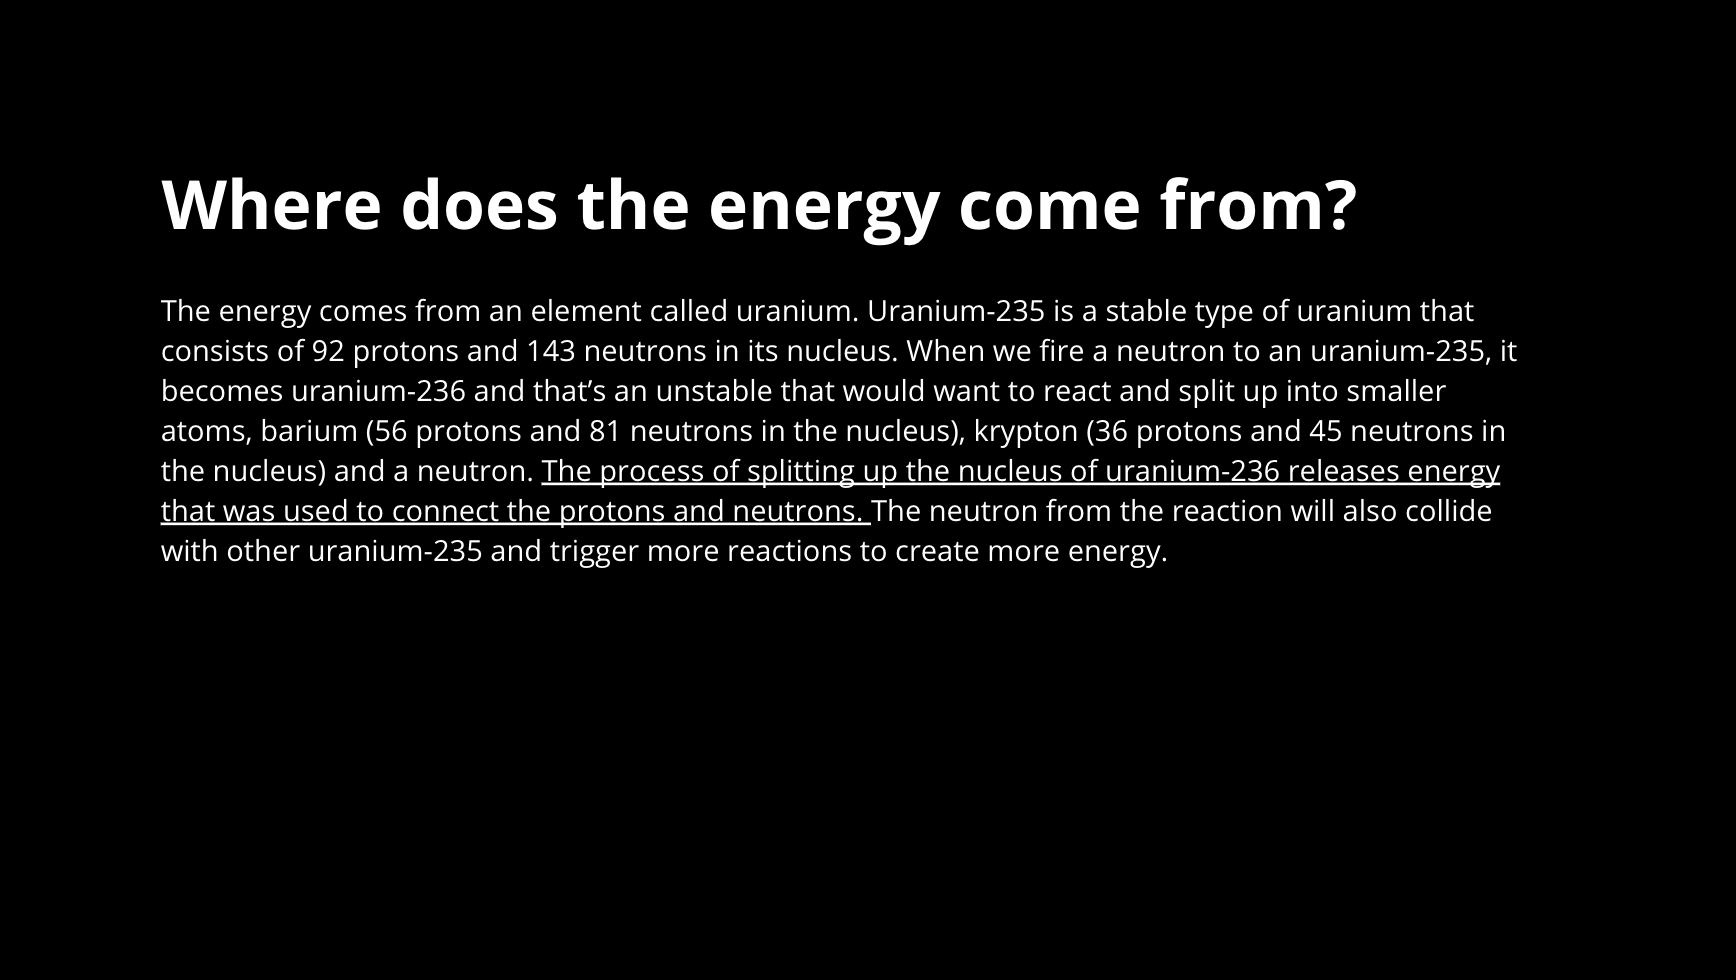 Where does the energy come from?
The energy comes from an element called uranium. Uranium-235 is a stable type of uranium that
consists of 92 protons and 143 neutrons in its nucleus. When we fire a neutron to an uranium-235, it
becomes uranium-236 and that’s an unstable that would want to react and split up into smaller
atoms, barium (56 protons and 81 neutrons in the nucleus), krypton (36 protons and 45 neutrons in
the nucleus) and a neutron. The process of splitting up the nucleus of uranium-236 releases energy
that was used to connect the protons and neutrons. The neutron from the reaction will also collide
with other uranium-235 and trigger more reactions to create more energy.